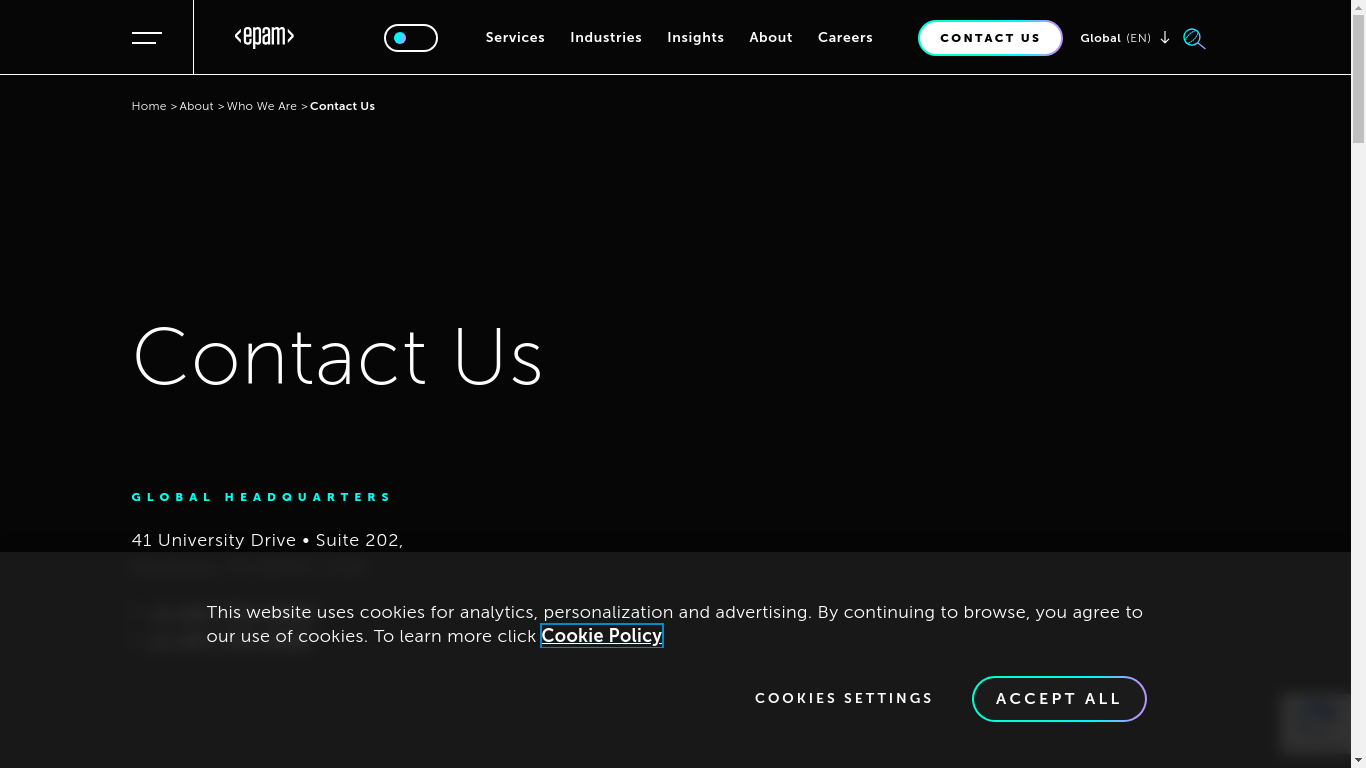 <epam>
Services Industries Insights About Careers
CONTACT US
Global (EN)
Home > About > Who We Are > Contact Us
Contact Us
GLOBAL HEADQUARTERS
41 University Drive • Suite 202,
This website uses cookies for analytics, personalization and advertising. By continuing to browse, you agree to
our use of cookies. To learn more click Cookie Policy
COOKIES SETTINGS
ACCEPT ALL